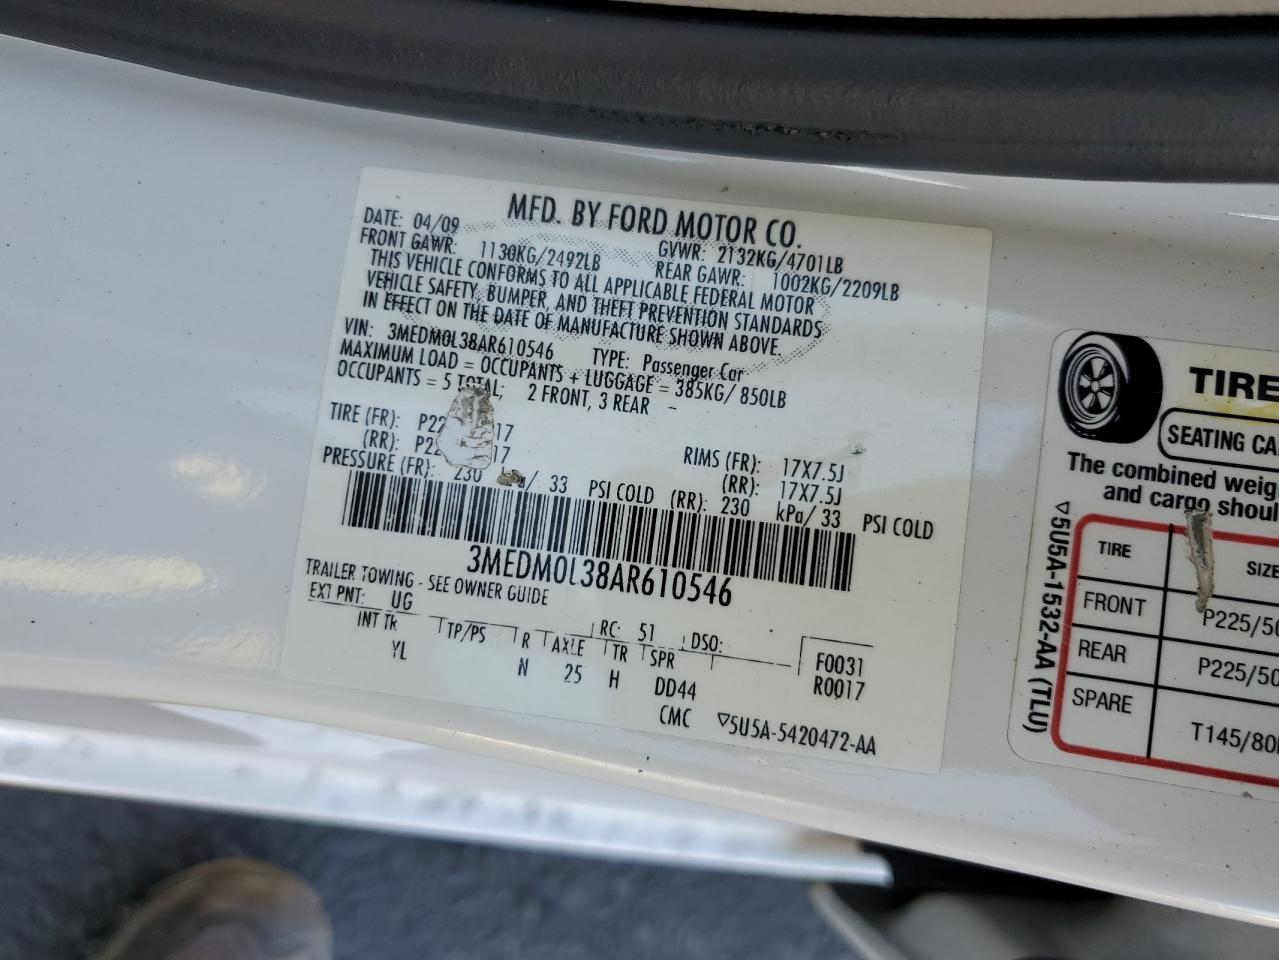 MFD. BY FORD MOTOR CO.
DATE: 04/09 GVWR: 2132KG/4701LB
FRONT GAWR: 1130KG/2492LB REAR GAWR: 1002KG/2209LB
THIS VEHICLE CONFORMS TO ALL APPLICABLE FEDERAL MOTOR
VEHICLE SAFETY, BUMPER, AND THEFT PREVENTION STANDARDS
IN EFFECT ON THE DATE OF MANUFACTURE SHOWN ABOVE.
VIN: 3MEDM0L38AR610546 TYPE: Passenger Car
MAXIMUM LOAD = OCCUPANTS + LUGGAGE = 385KG/ 850LB
OCCUPANTS = 5 TOTAL; 2 FRONT, 3 REAR -
TIRE (FR): P22 17 RIMS (FR): 17X7.5J
(RR): P2 17 (RR): 17X7.5J
PRESSURE (FR): 230 / 33 PSI COLD (RR): 230 kPa/ 33 PSI COLD
3MEDM0L38AR610546
TRAILER TOWING - SEE OWNER GUIDE
EXT PNT: UG RC: 51 DSO:
INT TR TP/PS R AXLE TR SPR F0031
YL N 25 H DD44 R0017
CMC ▽5U5A-5420472-AA
TIRE
SEATING CA
The combined weig
and cargo shoul
TIRE SIZE
FRONT P225/50
REAR P225/50
SPARE T145/80
▽5U5A-1532-AA (TLU)